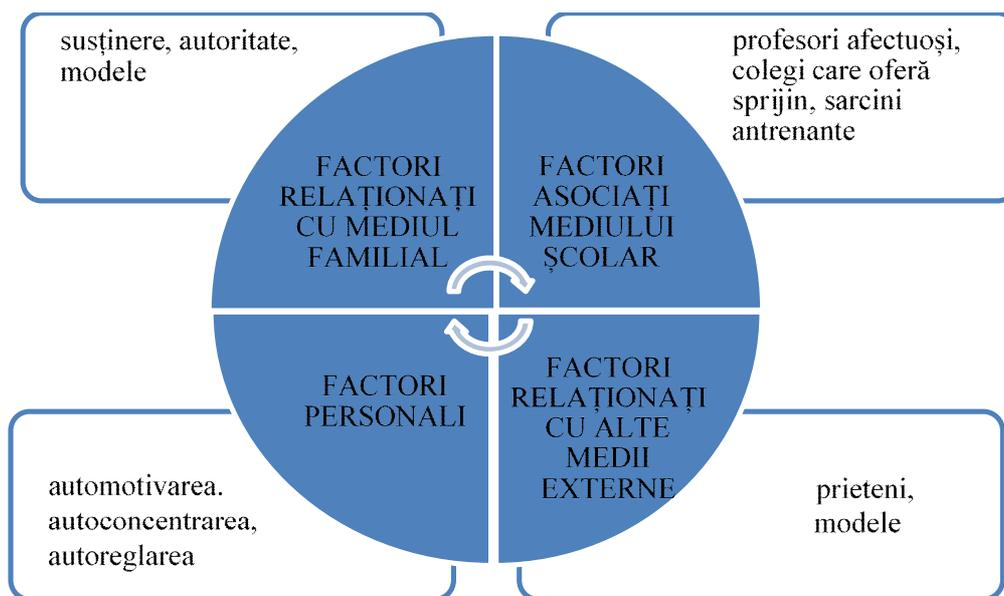 susținere, autoritate,
modele
profesori afectuoși,
colegi care oferă
sprijin, sarcini
antrenante
FACTORI
RELAȚIONAȚI
CU MEDIUL
FAMILIAL
FACTORI
ASOCIAȚI
MEDIULUI
ȘCOLAR
FACTORI
PERSONALI
FACTORI
RELAȚIONAȚI
CU ALTE
MEDII
EXTERNE
automotivarea.
autoconcentrarea,
autoreglarea
prieteni,
modele